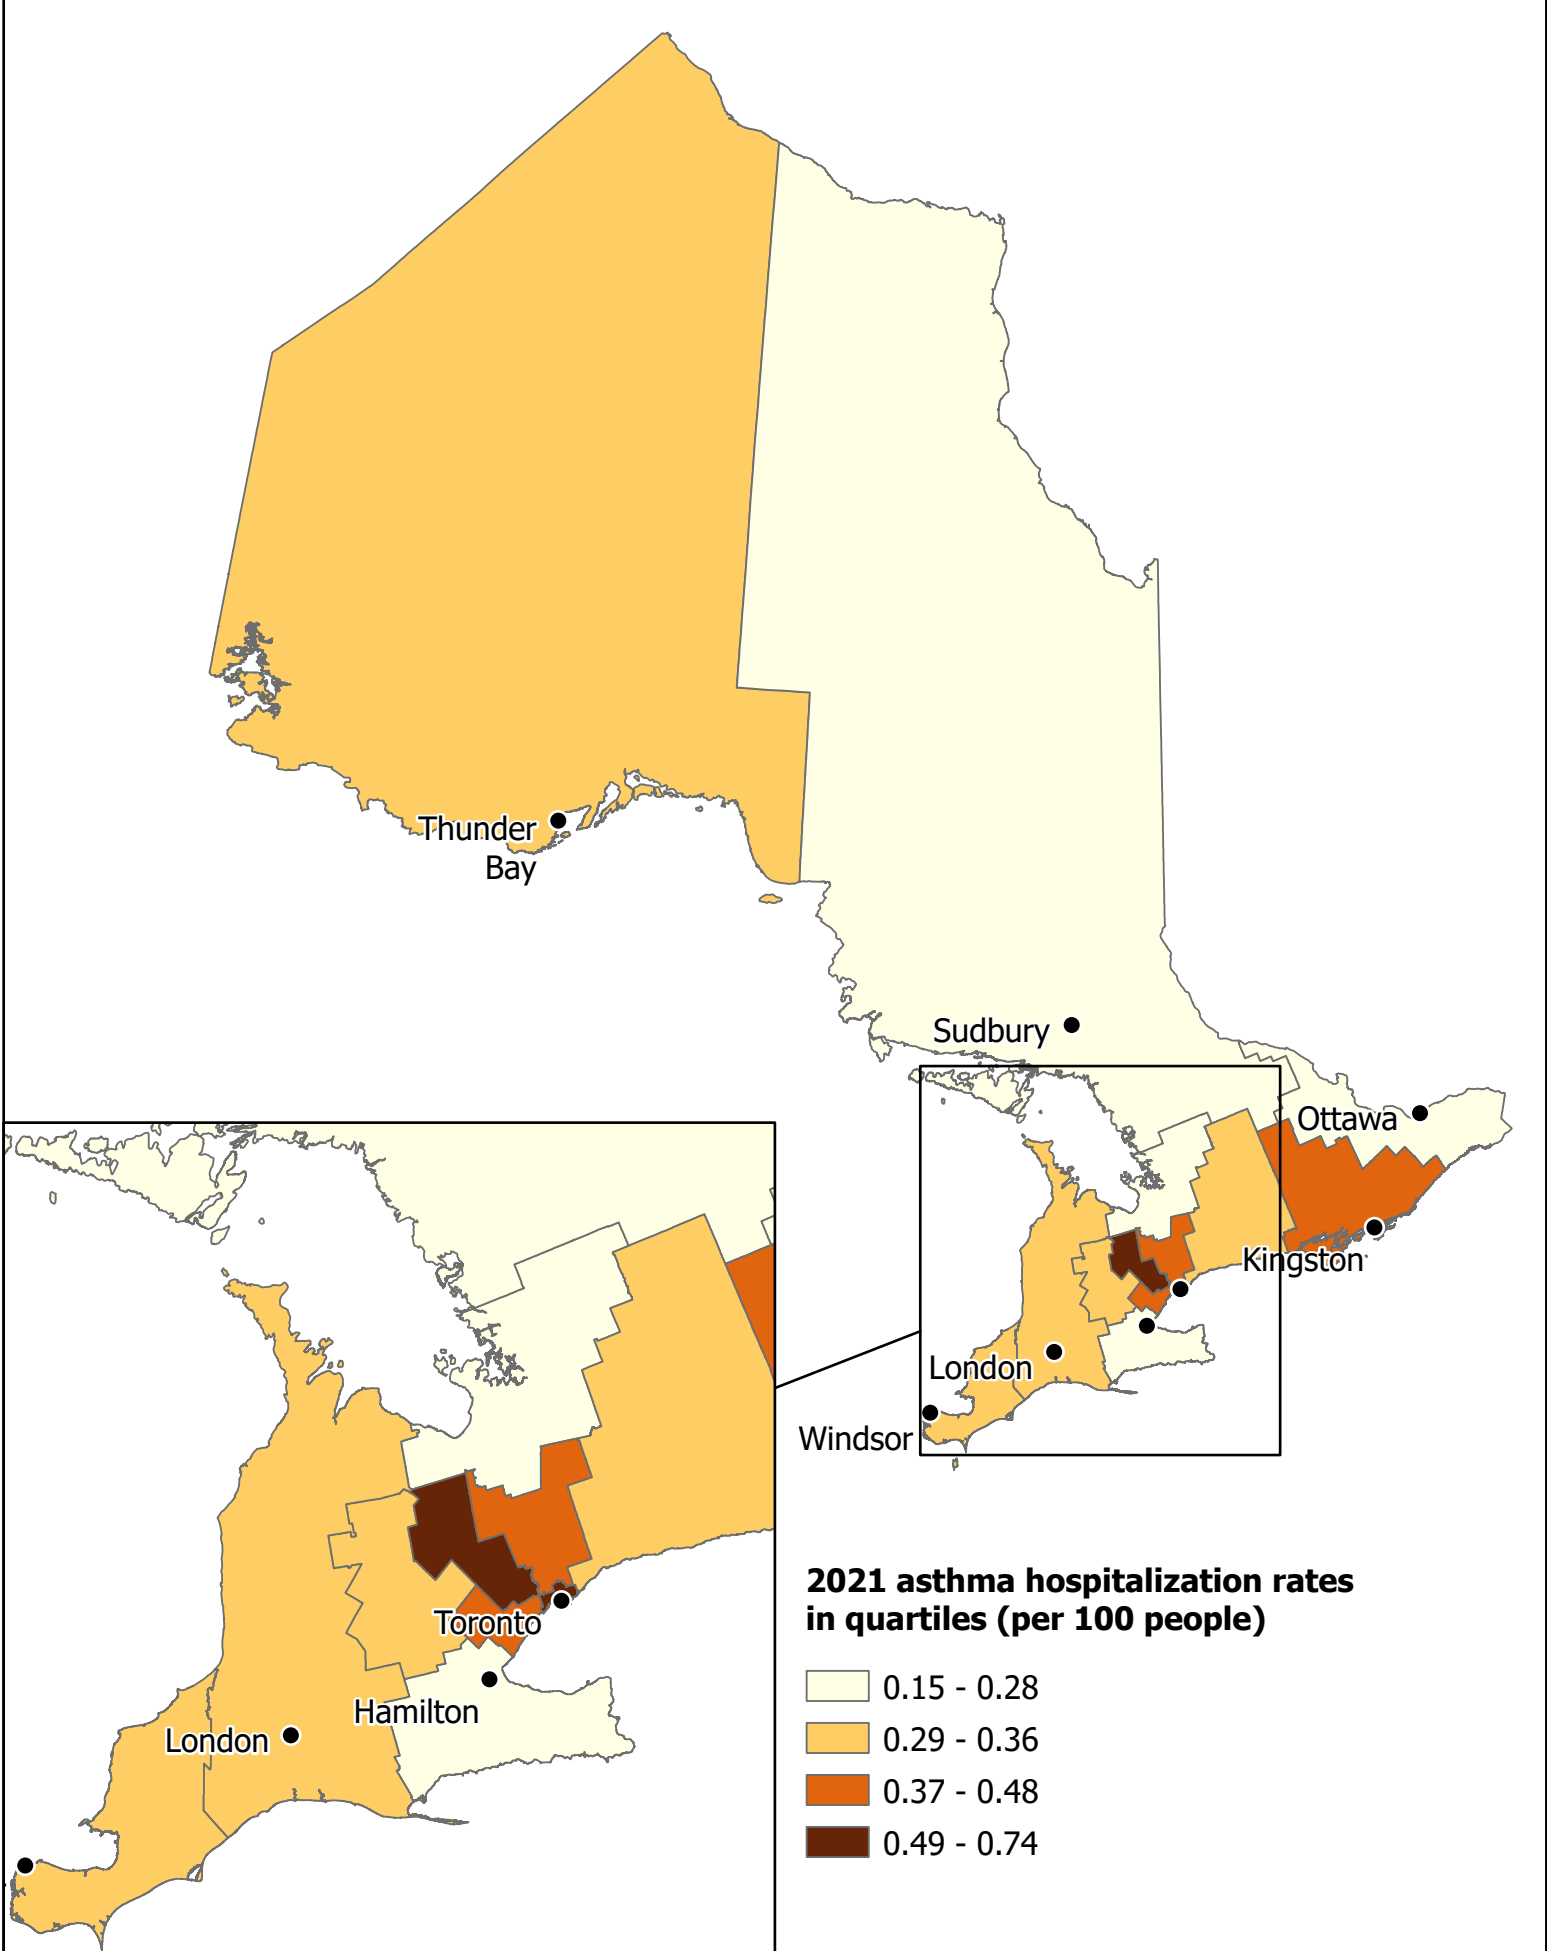 Thunder
Bay
Sudbury
Ottawa
Kingston
London
Windsor
Toronto
Hamilton
London
2021 asthma hospitalization rates
in quartiles (per 100 people)
0.15 - 0.28
0.29 - 0.36
0.37 - 0.48
0.49 - 0.74